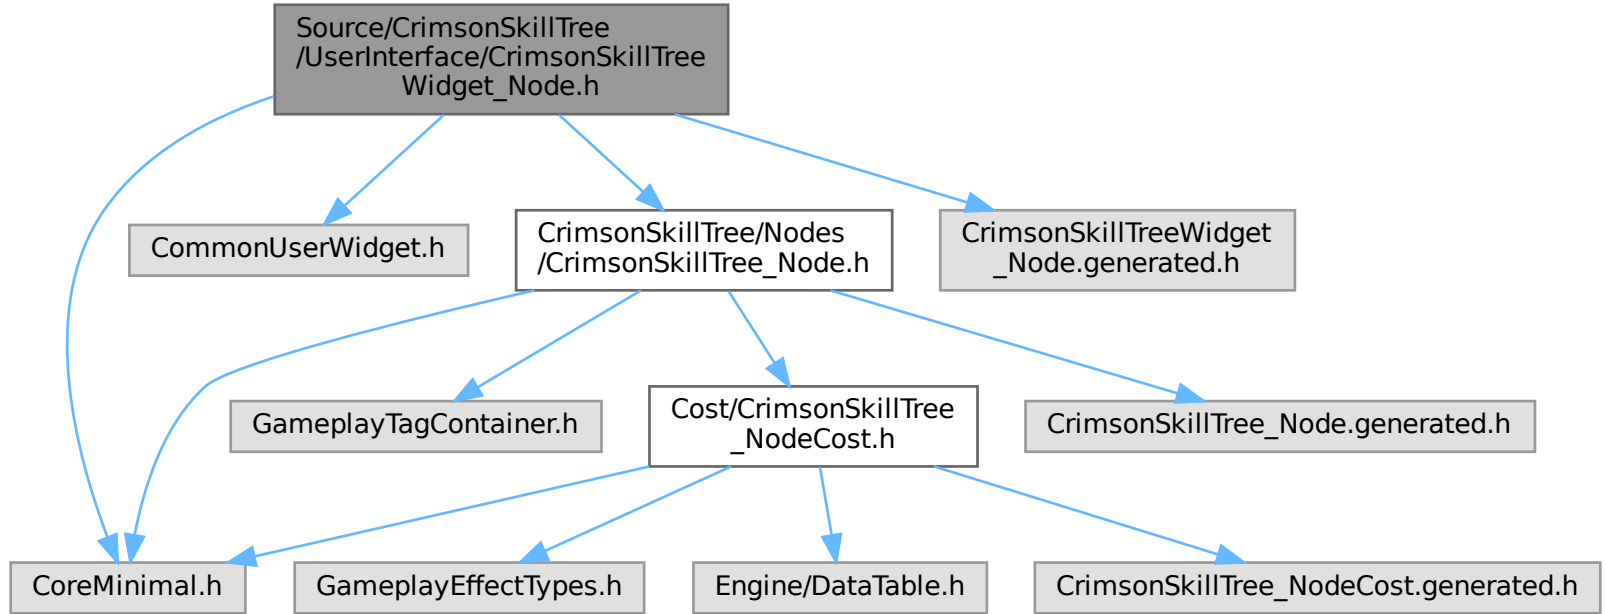 Source/CrimsonSkillTree
/UserInterface/CrimsonSkillTree
Widget_Node.h
CommonUserWidget.h
CrimsonSkillTree/Nodes
/CrimsonSkillTree_Node.h
CrimsonSkillTreeWidget
_Node.generated.h
GameplayTagContainer.h
Cost/CrimsonSkillTree
_NodeCost.h
CrimsonSkillTree_Node.generated.h
CoreMinimal.h
GameplayEffectTypes.h
Engine/DataTable.h
CrimsonSkillTree_NodeCost.generated.h